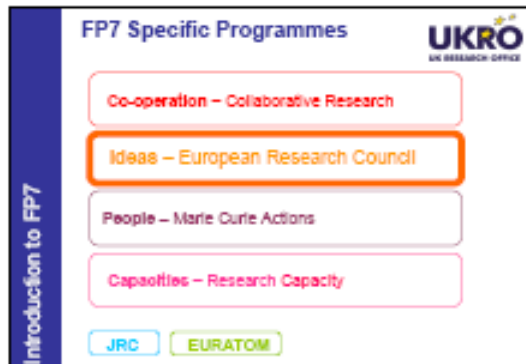 FP7 Specific Programmes
UKRO
UK RESEARCH OFFICE
Co-operation – Collaborative Research
Ideas – European Research Council
People – Marie Curie Actions
Capacities – Research Capacity
JRC
EURATOM
Introduction to FP7